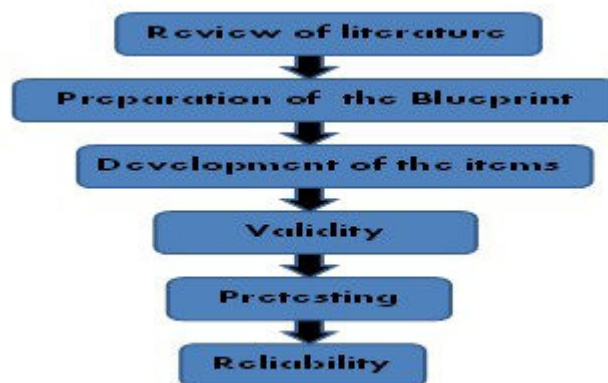 Review of literature
Preparation of the Blueprint
Development of the items
Validity
Pretesting
Reliability